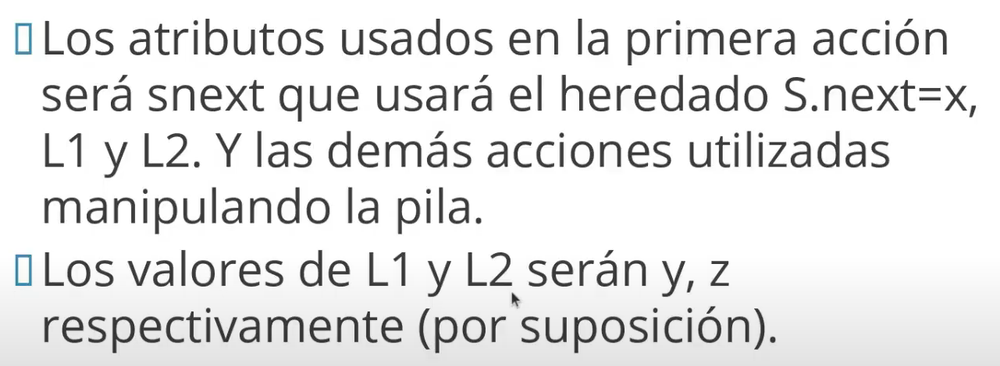 Los atributos usados en la primera acción
será snext que usará el heredado S.next=x,
L1 y L2. Y las demás acciones utilizadas
manipulando la pila.
Los valores de L1 y L2 serán y, z
respectivamente (por suposición).